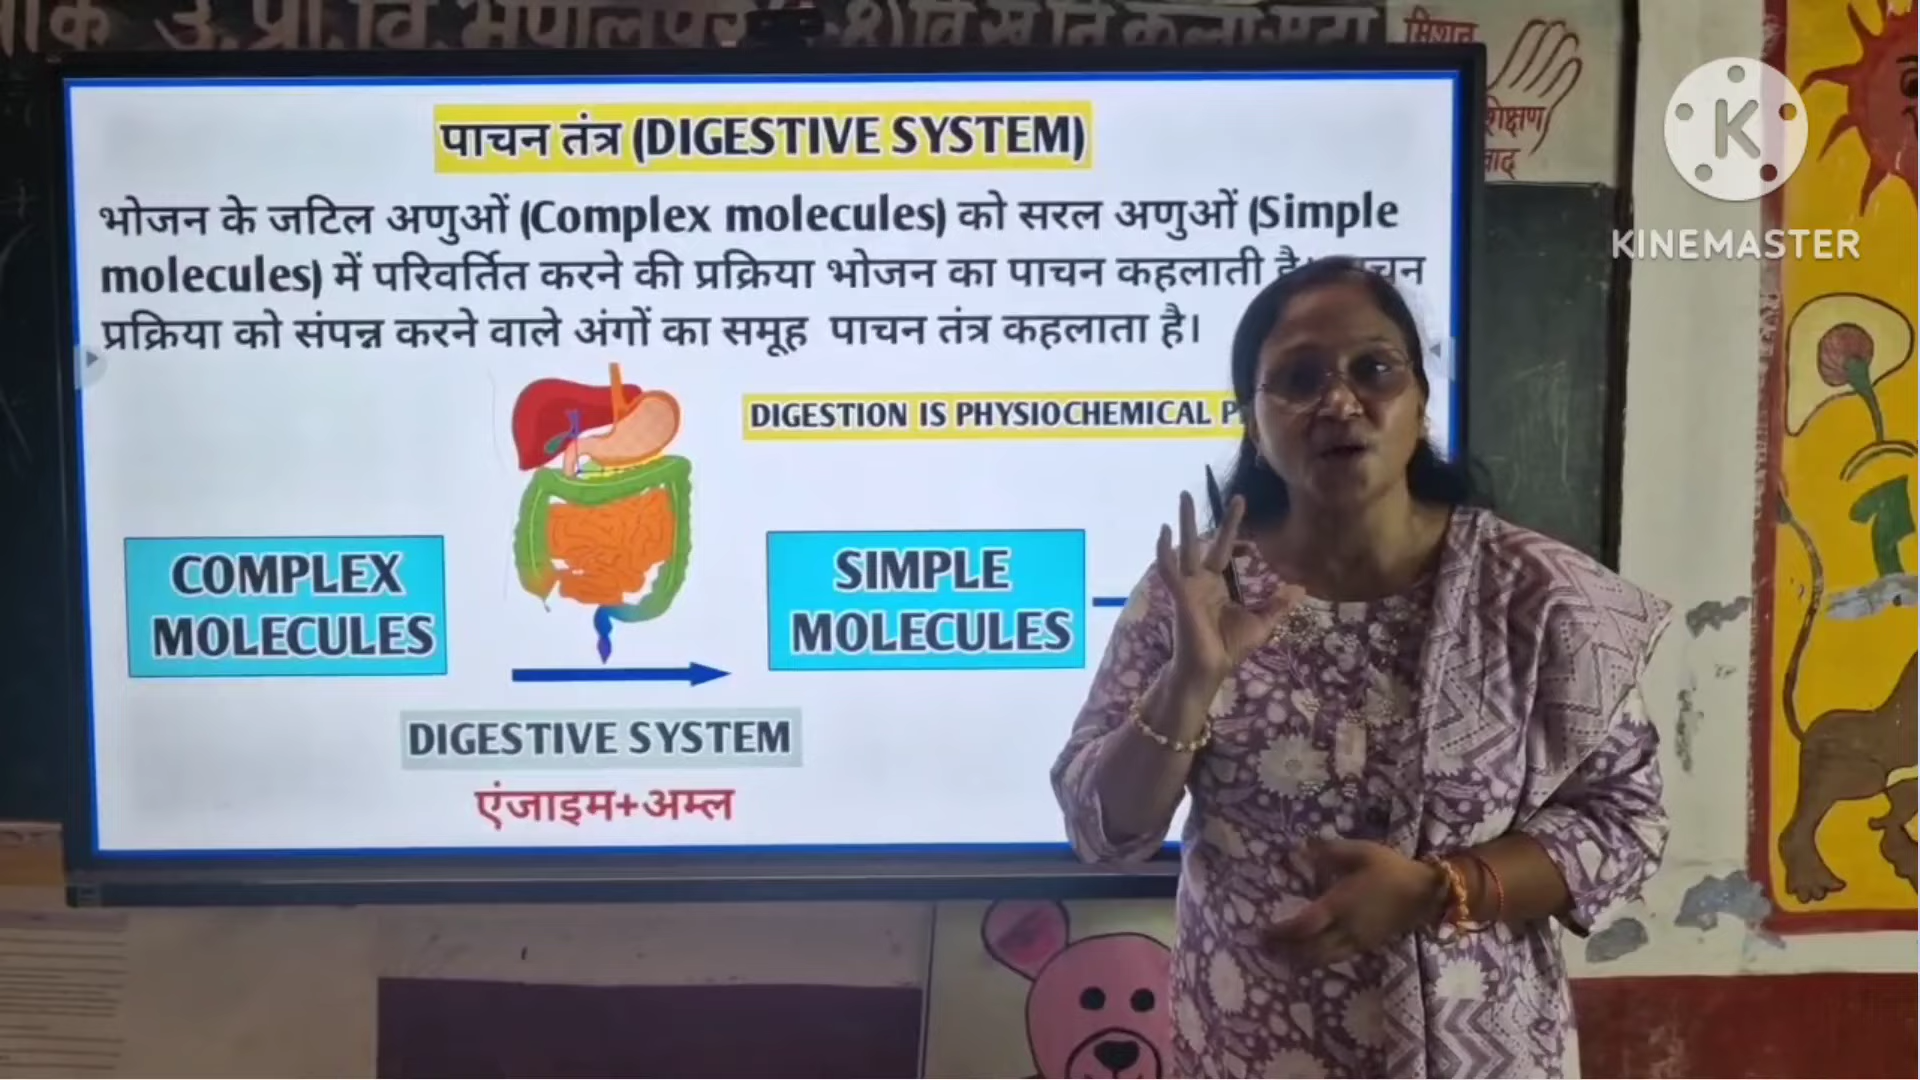 पाचन तंत्र (DIGESTIVE SYSTEM)
भोजन के जटिल अणुओं (Complex molecules) को सरल अणुओं (Simple
molecules) में परिवर्तित करने की प्रक्रिया भोजन का पाचन कहलाती
प्रक्रिया को संपन्न करने वाले अंगों का समूह पाचन तंत्र कहलाता है।
DIGESTION IS PHYSIOCHEMICAL
COMPLEX
MOLECULES
SIMPLE
MOLECULES
DIGESTIVE SYSTEM
एंजाइम+अम्ल
मिशन
K
KINEMASTER